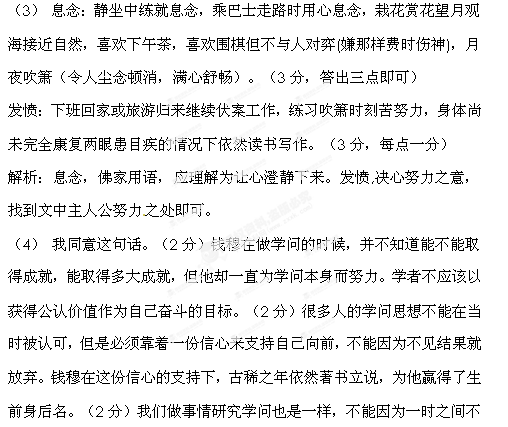 （3） 息念：静坐中练就息念，乘巴士走路时用心息念，栽花赏花望月观
海接近自然，喜欢下午茶，喜欢围棋但不与人对弈(嫌那样费时伤神)，月
夜吹箫（令人尘念顿消，满心舒畅）。（3 分，答出三点即可）
发愤：下班回家或旅游归来继续伏案工作，练习吹箫时刻苦努力，身体尚
未完全康复两眼患目疾的情况下依然读书写作。（3 分，每点一分）
解析：息念，佛家用语，应理解为让心澄静下来。发愤,决心努力之意，
找到文中主人公努力之处即可。
（4） 我同意这句话。（2 分）钱穆在做学问的时候，并不知道能不能取
得成就，能取得多大成就，但他却一直为学问本身而努力。学者不应该以
获得公认价值作为自己奋斗的目标。（2 分）很多人的学问思想不能在当
时被认可，但是必须靠着一份信心来支持自己向前，不能因为不见结果就
放弃。钱穆在这份信心的支持下，古稀之年依然著书立说，为他赢得了生
前身后名。（2 分）我们做事情研究学问也是一样，不能因为一时之间不